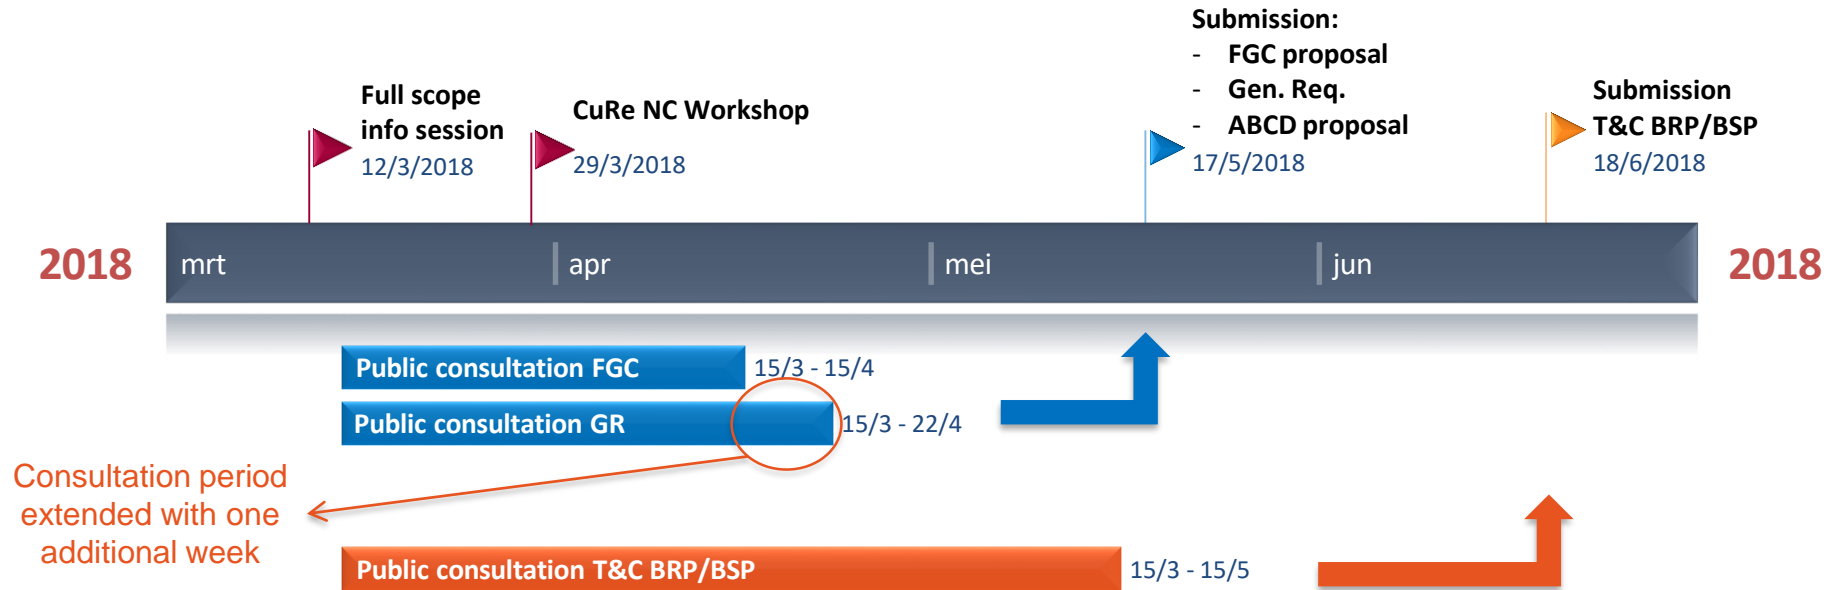 Submission:
- FGC proposal
- Gen. Req.
- ABCD proposal
17/5/2018
Full scope
info session
12/3/2018
CuRe NC Workshop
29/3/2018
Submission
T&C BRP/BSP
18/6/2018
2018
mrt
apr
mei
jun
2018
Public consultation FGC
15/3 - 15/4
Public consultation GR
15/3 - 22/4
Consultation period
extended with one
additional week
Public consultation T&C BRP/BSP
15/3 - 15/5